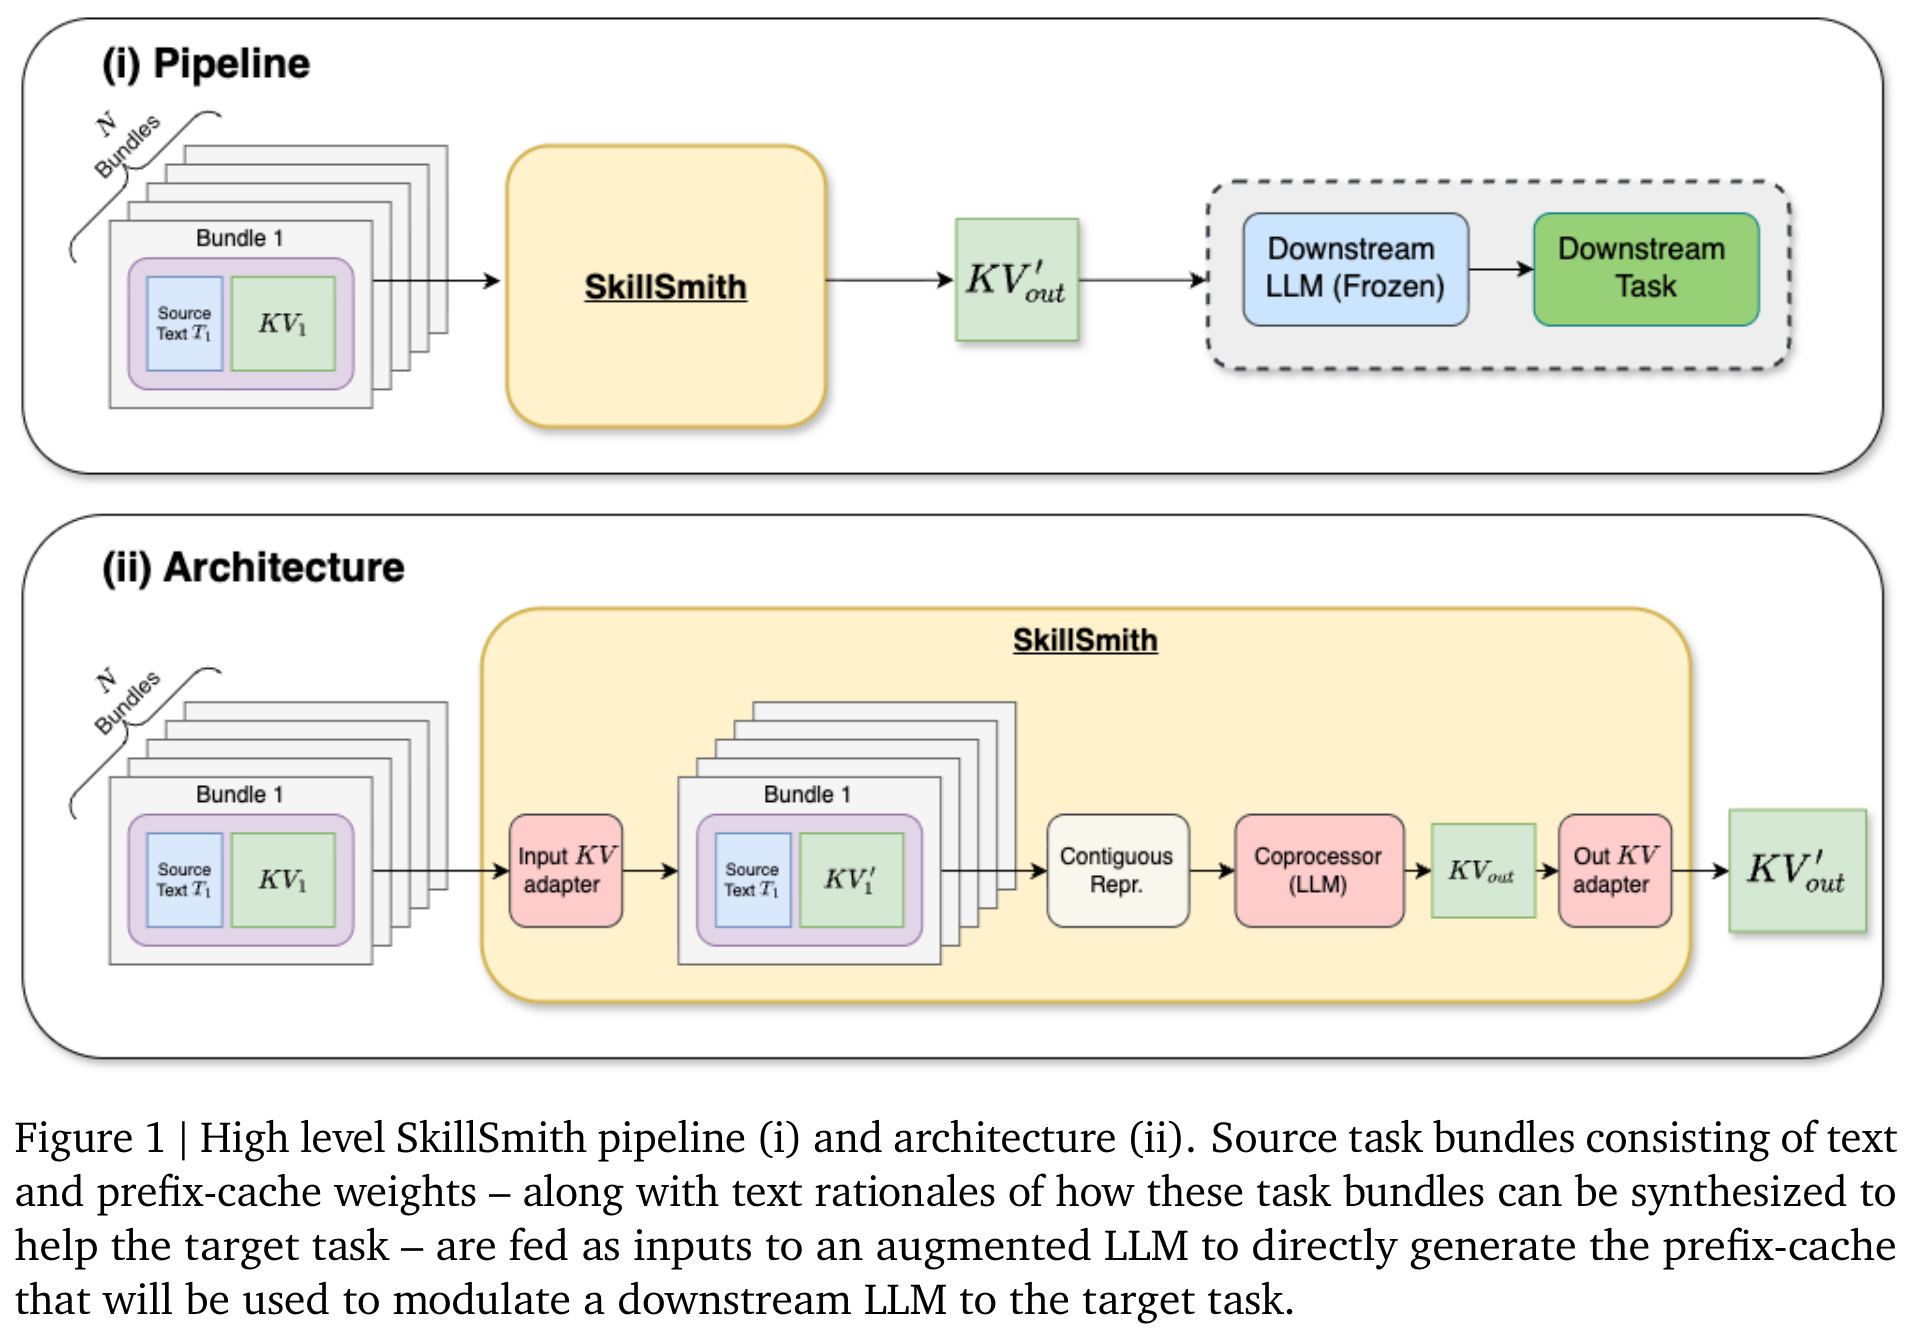 (i) Pipeline
N
Bundles
Bundle 1
Source
Text T₁
KV₁
SkillSmith
KV′out
Downstream
LLM (Frozen)
Downstream
Task
(ii) Architecture
SkillSmith
N
Bundles
Bundle 1
Source
Text T₁
KV₁
Input KV
adapter
Bundle 1
Source
Text T₁
KV′₁
Contiguous
Repr.
Coprocessor
(LLM)
KVout
Out KV
adapter
KV′out
Figure 1 | High level SkillSmith pipeline (i) and architecture (ii). Source task bundles consisting of text
and prefix-cache weights – along with text rationales of how these task bundles can be synthesized to
help the target task – are fed as inputs to an augmented LLM to directly generate the prefix-cache
that will be used to modulate a downstream LLM to the target task.